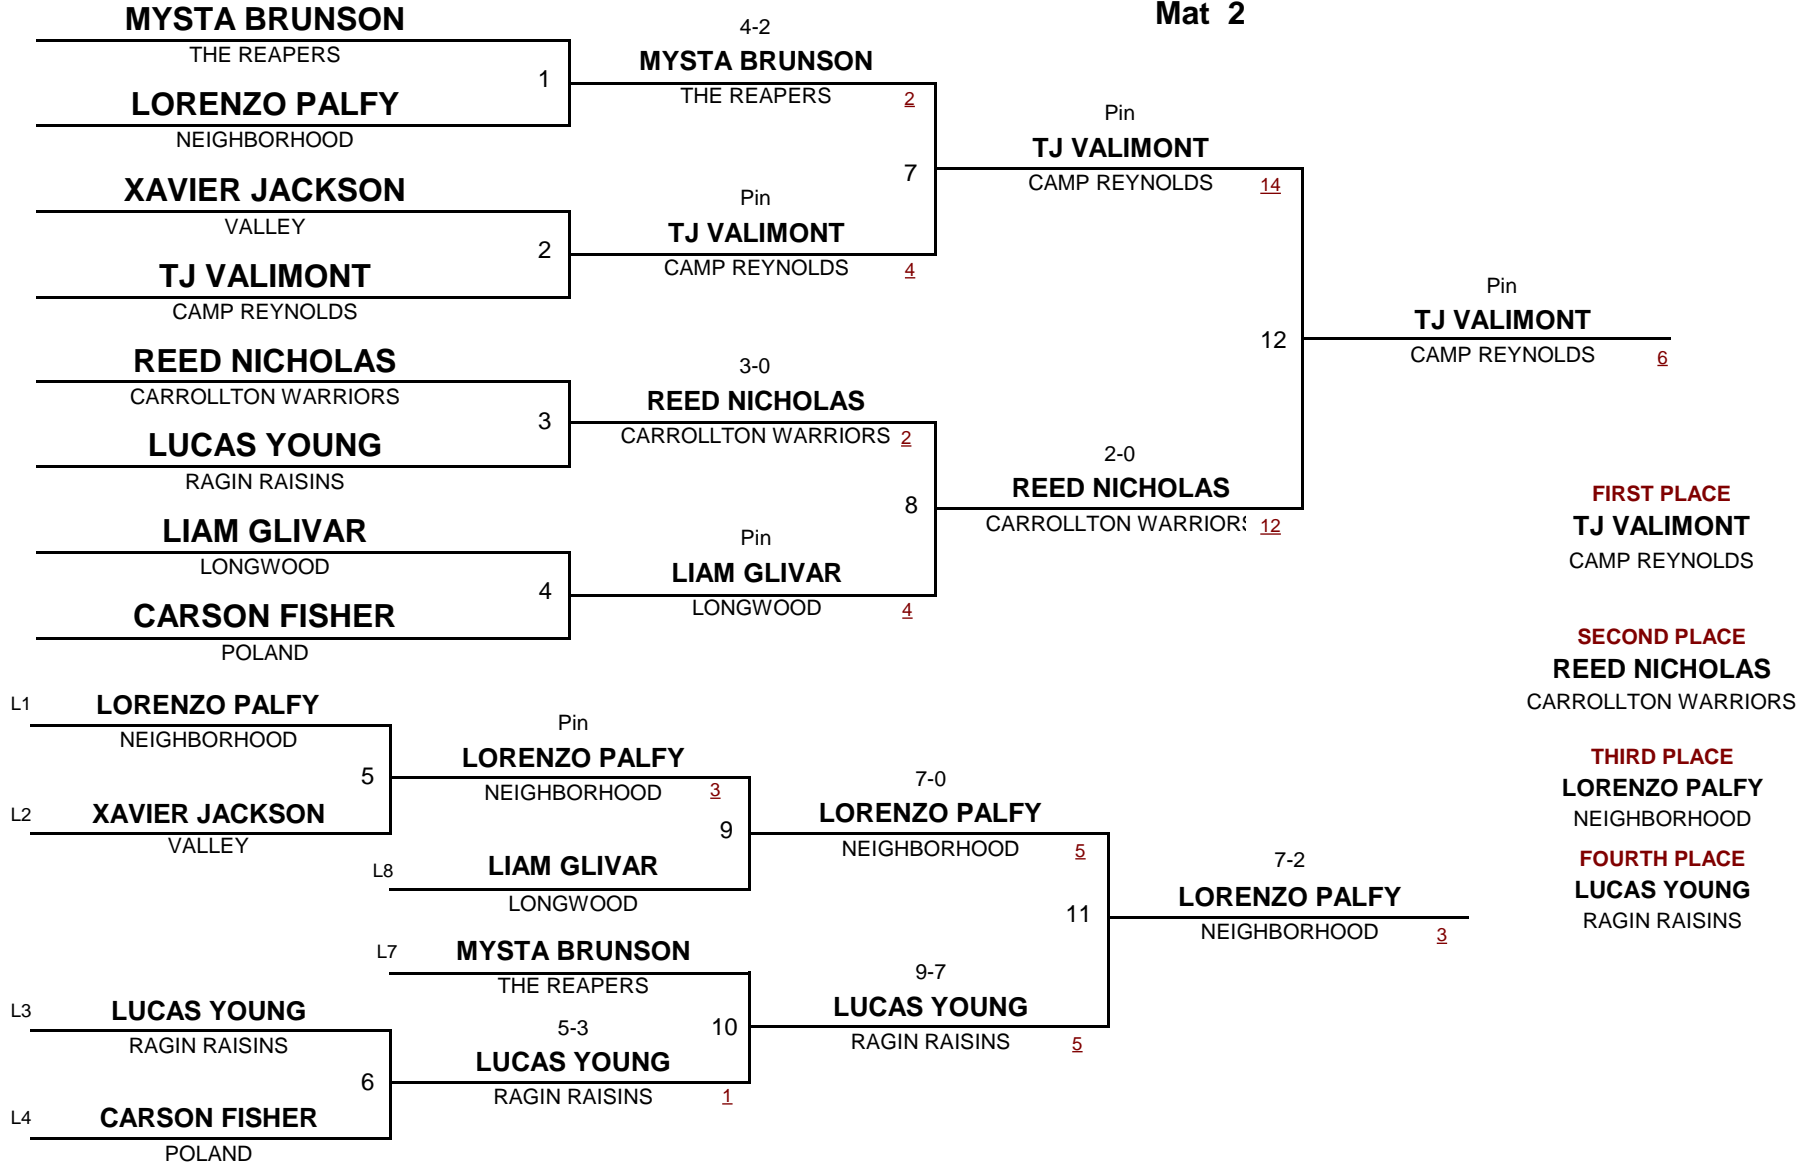 Mat 2
MYSTA BRUNSON
THE REAPERS
1
LORENZO PALFY
NEIGHBORHOOD
XAVIER JACKSON
VALLEY
2
TJ VALIMONT
CAMP REYNOLDS
REED NICHOLAS
CARROLLTON WARRIORS
3
LUCAS YOUNG
RAGIN RAISINS
LIAM GLIVAR
LONGWOOD
4
CARSON FISHER
POLAND
4-2
MYSTA BRUNSON
THE REAPERS 2
7
Pin
TJ VALIMONT
CAMP REYNOLDS 4
3-0
REED NICHOLAS
CARROLLTON WARRIORS 2
8
Pin
LIAM GLIVAR
LONGWOOD 4
Pin
TJ VALIMONT
CAMP REYNOLDS 14
12
2-0
REED NICHOLAS
CARROLLTON WARRIORS 12
Pin
TJ VALIMONT
CAMP REYNOLDS 6
FIRST PLACE
TJ VALIMONT
CAMP REYNOLDS
SECOND PLACE
REED NICHOLAS
CARROLLTON WARRIORS
THIRD PLACE
LORENZO PALFY
NEIGHBORHOOD
FOURTH PLACE
LUCAS YOUNG
RAGIN RAISINS
L1 LORENZO PALFY
NEIGHBORHOOD
5
L2 XAVIER JACKSON
VALLEY
Pin
LORENZO PALFY
NEIGHBORHOOD 3
9
L8 LIAM GLIVAR
LONGWOOD
L7 MYSTA BRUNSON
THE REAPERS
10
L3 LUCAS YOUNG
RAGIN RAISINS
6
L4 CARSON FISHER
POLAND
5-3
LUCAS YOUNG
RAGIN RAISINS 1
7-0
LORENZO PALFY
NEIGHBORHOOD 5
11
9-7
LUCAS YOUNG
RAGIN RAISINS 5
7-2
LORENZO PALFY
NEIGHBORHOOD 3